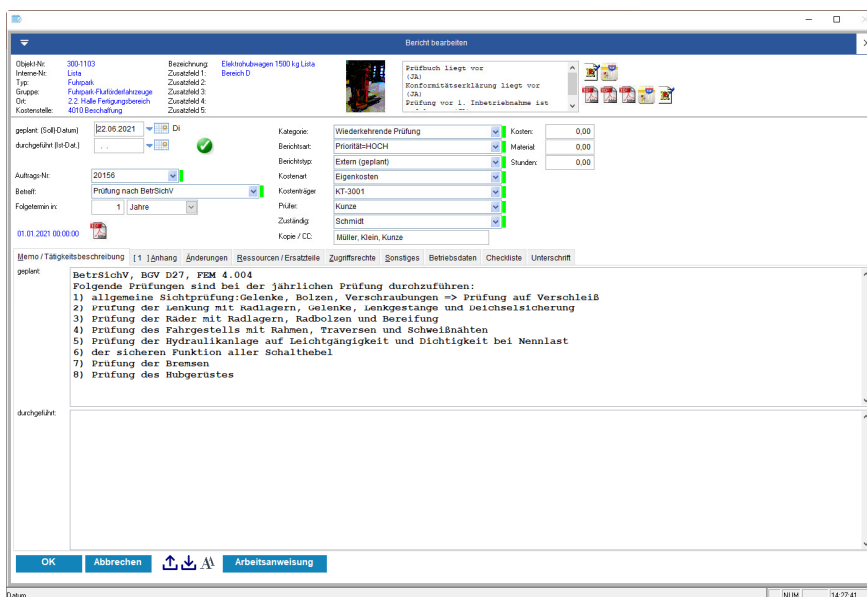 Bericht bearbeiten
Objekt-Nr: 300-1103 Bezeichnung: Elektrohubwagen 1500 kg Lista
Interne-Nr: Lista Zusatzfeld 1: Bereich D
Typ: Fuhrpark Zusatzfeld 2:
Gruppe: Fuhrpark-Flurförderfahrzeuge Zusatzfeld 3:
Ort: 2.2. Halle Fertigungsbereich Zusatzfeld 4:
Kostenstelle: 4010 Beschaffung Zusatzfeld 5:
Prüfbuch liegt vor
(JA)
Konformitätserklärung liegt vor
(JA)
Prüfung vor 1. Inbetriebnahme ist
geplant: (Soll)-Datum) 22.06.2021 Di
durchgeführt (Ist-Dat.) . .
Auftrags-Nr: 20156
Betreff: Prüfung nach BetrSichV
Folgetermin in: 1 Jahre
01.01.2021 00:00:00
Kategorie: Wiederkehrende Prüfung Kosten: 0,00
Berichtsart: Priorität=HOCH Material: 0,00
Berichtstyp: Extern (geplant) Stunden: 0,00
Kostenart Eigenkosten
Kostenträger KT-3001
Prüfer: Kunze
Zuständig: Schmidt
Kopie / CC: Müller, Klein, Kunze
Memo / Tätigkeitsbeschreibung [ 1 ] Anhang Änderungen Ressourcen / Ersatzteile Zugriffsrechte Sonstiges Betriebsdaten Checkliste Unterschrift
geplant:
BetrSichV, BGV D27, FEM 4.004
Folgende Prüfungen sind bei der jährlichen Prüfung durchzuführen:
1) allgemeine Sichtprüfung:Gelenke, Bolzen, Verschraubungen => Prüfung auf Verschleiß
2) Prüfung der Lenkung mit Radlagern, Gelenke, Lenkgestänge und Deichselsicherung
3) Prüfung der Räder mit Radlagern, Radbolzen und Bereifung
4) Prüfung des Fahrgestells mit Rahmen, Traversen und Schweißnähten
5) Prüfung der Hydraulikanlage auf Leichtgängigkeit und Dichtigkeit bei Nennlast
6) der sicheren Funktion aller Schalthebel
7) Prüfung der Bremsen
8) Prüfung des Hubgerüstes
durchgeführt:
OK Abbrechen Arbeitsanweisung
Datum NUM 14:27:41